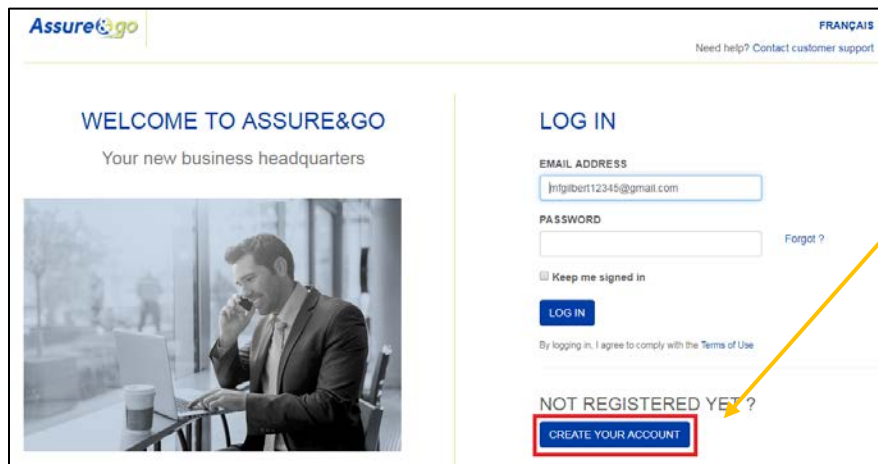 Assure&go
FRANÇAIS
Need help? Contact customer support
WELCOME TO ASSURE&GO
Your new business headquarters
LOG IN
EMAIL ADDRESS
mfgilbert12345@gmail.com
PASSWORD
Forgot ?
Keep me signed in
LOG IN
By logging in, I agree to comply with the Terms of Use
NOT REGISTERED YET ?
CREATE YOUR ACCOUNT